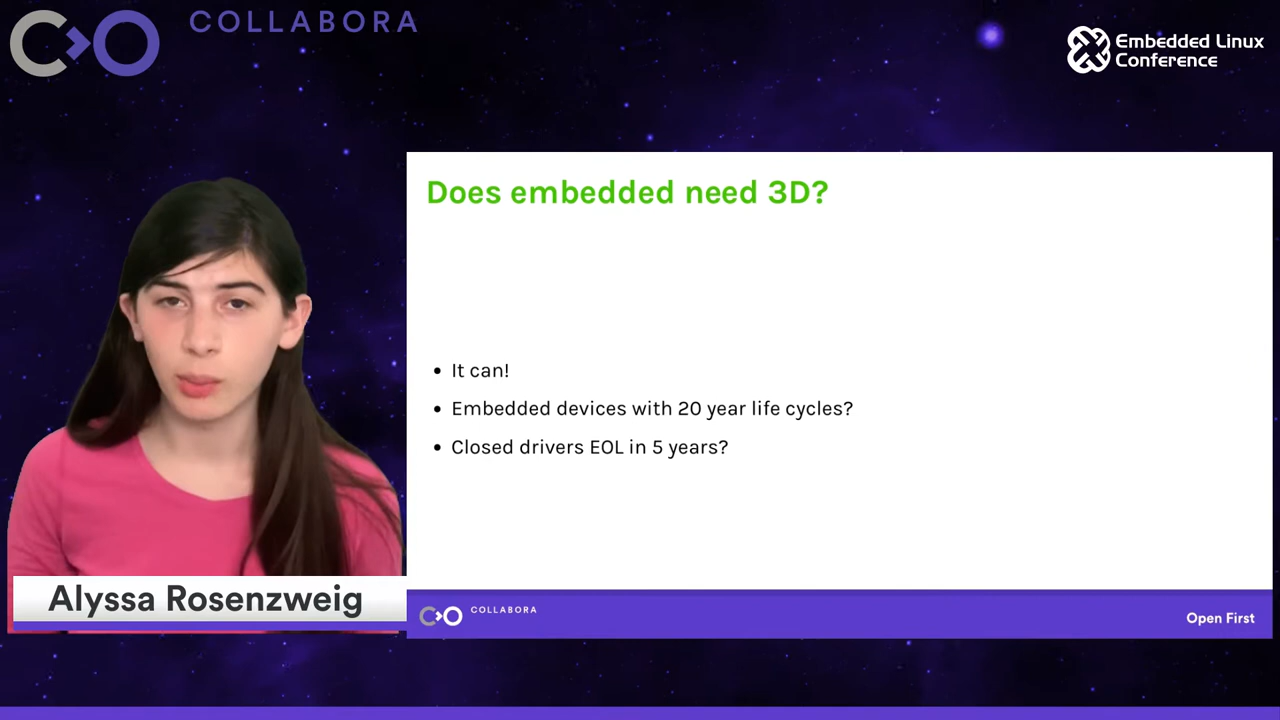 COLLABORA
Embedded Linux
Conference
Does embedded need 3D?
• It can!
• Embedded devices with 20 year life cycles?
• Closed drivers EOL in 5 years?
Alyssa Rosenzweig
COLLABORA
Open First